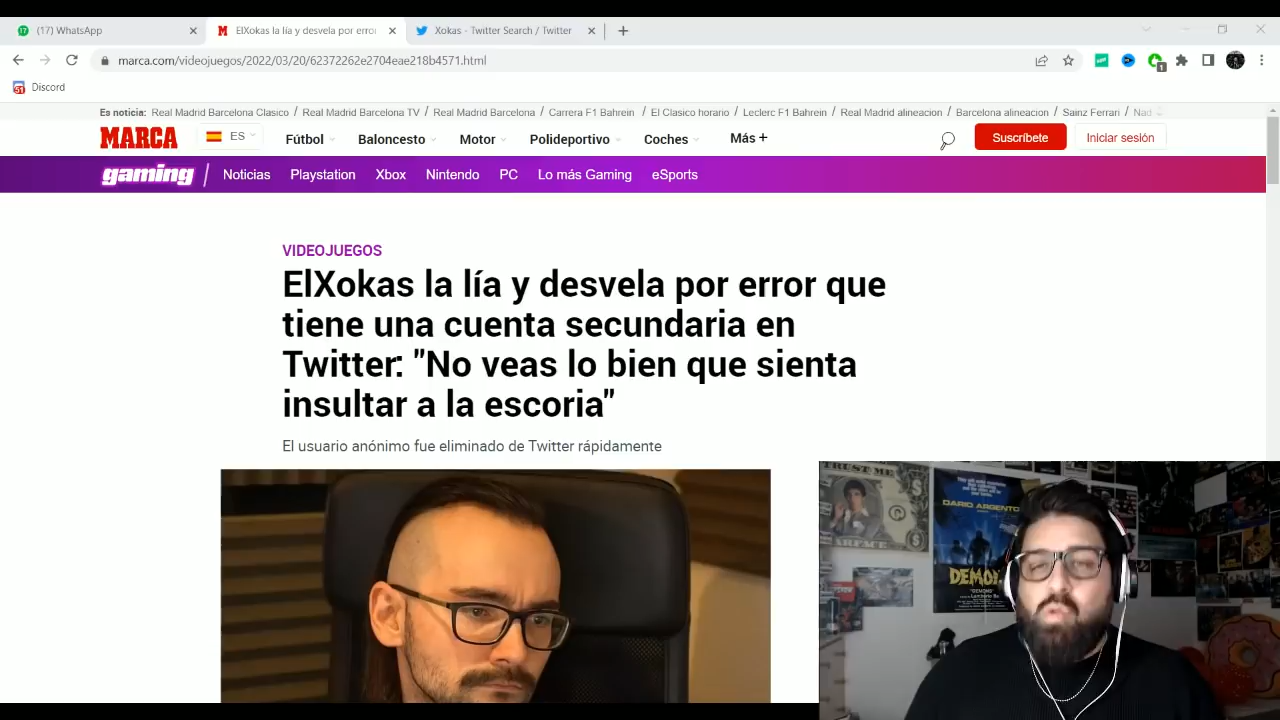 (17) WhatsApp
ElXokas la lía y desvela por error
Xokas - Twitter Search / Twitter
marca.com/videojuegos/2022/03/20/62372262e2704eae218b4571.html
1
Discord
Es noticia: Real Madrid Barcelona Clasico / Real Madrid Barcelona TV / Real Madrid Barcelona / Carrera F1 Bahrein / El Clasico horario / Leclerc F1 Bahrein / Real Madrid alineacion / Barcelona alineacion / Sainz Ferrari / Nad
MARCA ES Fútbol Baloncesto Motor Polideportivo Coches Más + Suscríbete Iniciar sesión
gaming / Noticias Playstation Xbox Nintendo PC Lo más Gaming eSports
VIDEOJUEGOS
ElXokas la lía y desvela por error que
tiene una cuenta secundaria en
Twitter: "No veas lo bien que sienta
insultar a la escoria"
El usuario anónimo fue eliminado de Twitter rápidamente
TRUST ME
DARIO ARGENTO